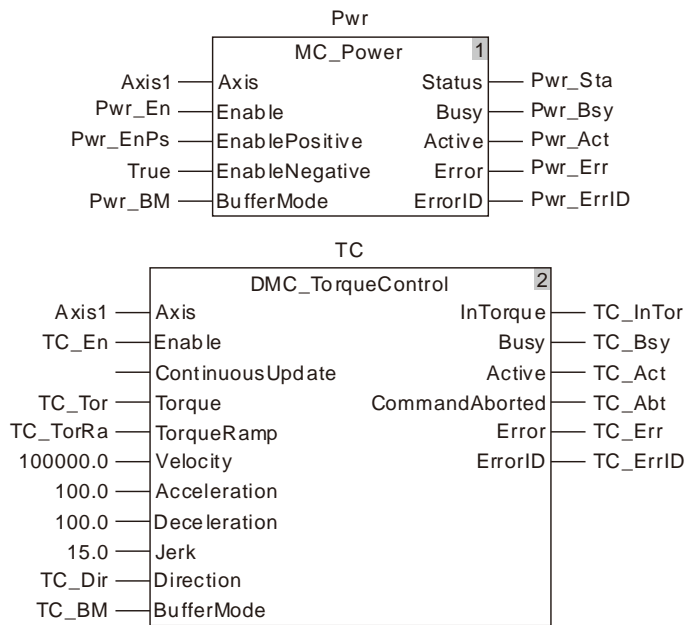 Pwr
MC_Power 1
Axis1 Axis Status Pwr_Sta
Pwr_En Enable Busy Pwr_Bsy
Pwr_EnPs EnablePositive Active Pwr_Act
True EnableNegative Error Pwr_Err
Pwr_BM BufferMode ErrorID Pwr_ErrID
TC
DMC_TorqueControl 2
Axis1 Axis InTorque TC_InTor
TC_En Enable Busy TC_Bsy
ContinuousUpdate Active TC_Act
TC_Tor Torque CommandAborted TC_Abt
TC_TorRa TorqueRamp Error TC_Err
100000.0 Velocity ErrorID TC_ErrID
100.0 Acceleration
100.0 Deceleration
15.0 Jerk
TC_Dir Direction
TC_BM BufferMode